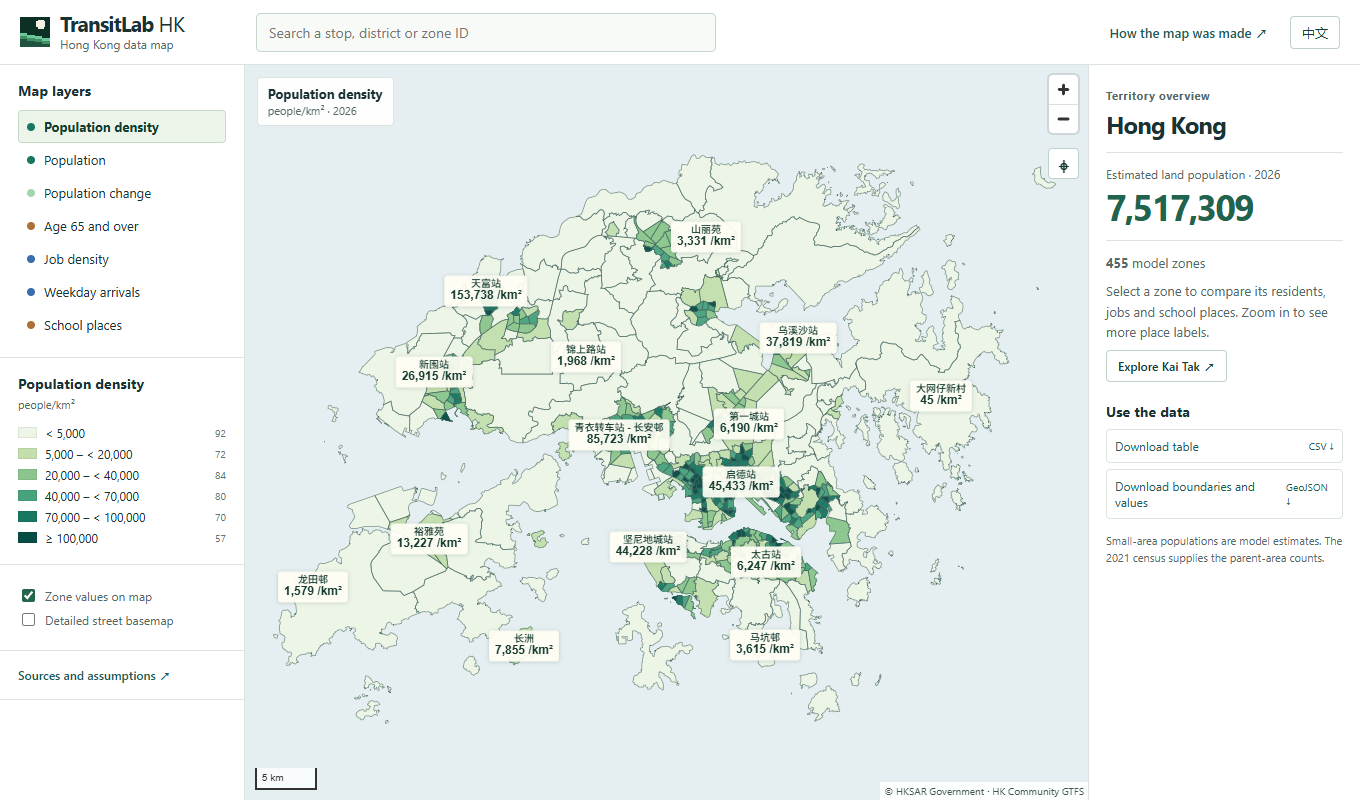 TransitLab HK
Hong Kong data map
Search a stop, district or zone ID
How the map was made ↗
中文
Map layers
Population density
Population
Population change
Age 65 and over
Job density
Weekday arrivals
School places
Population density
people/km²
< 5,000 92
5,000 – < 20,000 72
20,000 – < 40,000 84
40,000 – < 70,000 80
70,000 – < 100,000 70
≥ 100,000 57
Zone values on map
Detailed street basemap
Sources and assumptions ↗
Population density
people/km² · 2026
山丽苑
3,331 /km²
天富站
153,738 /km²
乌溪沙站
37,819 /km²
锦上路站
1,968 /km²
新围站
26,915 /km²
大网仔新村
45 /km²
第一城站
6,190 /km²
青衣转车站 - 长安邨
85,723 /km²
启德站
45,433 /km²
裕雅苑
13,227 /km²
坚尼地城站
44,228 /km²
太古站
6,247 /km²
龙田邨
1,579 /km²
长洲
7,855 /km²
马坑邨
3,615 /km²
5 km
© HKSAR Government · HK Community GTFS
Territory overview
Hong Kong
Estimated land population · 2026
7,517,309
455 model zones
Select a zone to compare its residents,
jobs and school places. Zoom in to see
more place labels.
Explore Kai Tak ↗
Use the data
Download table CSV ↓
Download boundaries and
values
GeoJSON
↓
Small-area populations are model estimates. The
2021 census supplies the parent-area counts.